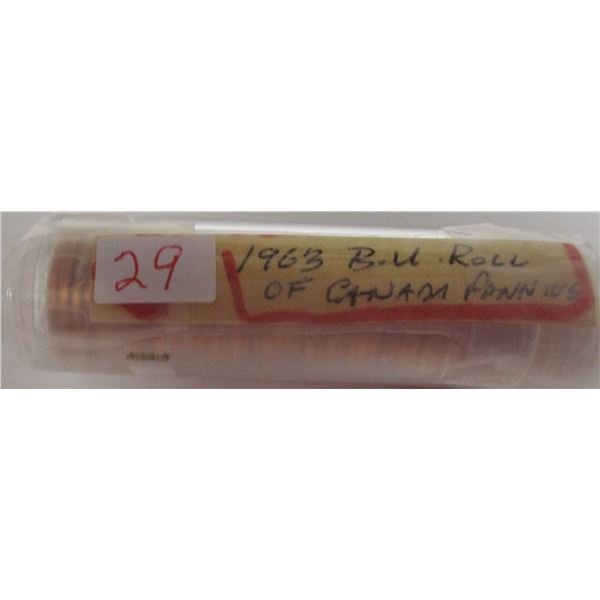 29
1963 B.U. ROLL
OF CANADA PENNIES